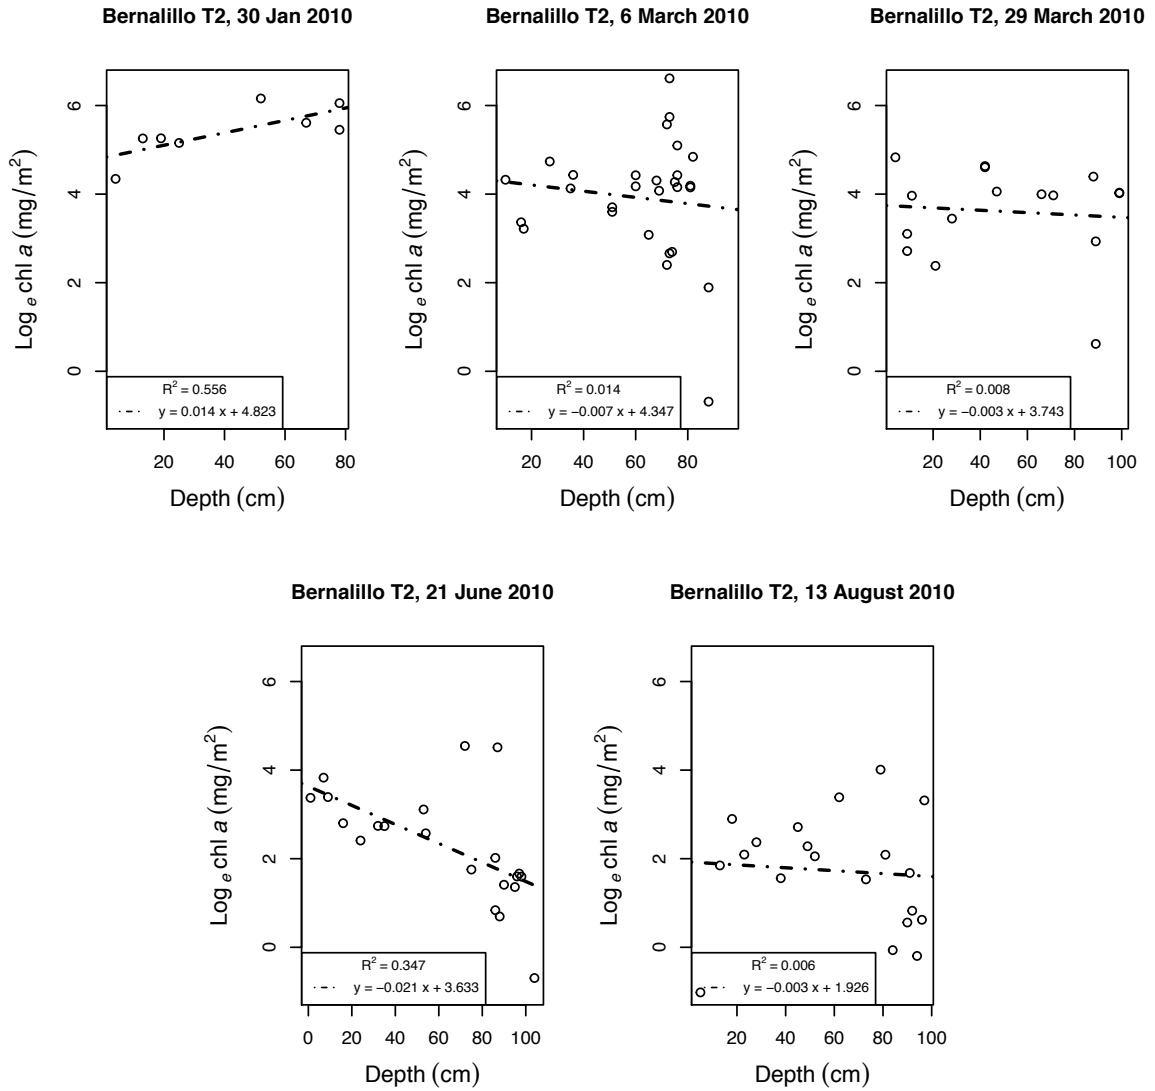 Bernalillo T2, 30 Jan 2010
Log e chl a (mg/m2)
0 2 4 6
R2 = 0.556
y = 0.014 x + 4.823
20 40 60 80
Depth (cm)
Bernalillo T2, 6 March 2010
Log e chl a (mg/m2)
0 2 4 6
R2 = 0.014
y = −0.007 x + 4.347
20 40 60 80
Depth (cm)
Bernalillo T2, 29 March 2010
Log e chl a (mg/m2)
0 2 4 6
R2 = 0.008
y = −0.003 x + 3.743
20 40 60 80 100
Depth (cm)
Bernalillo T2, 21 June 2010
Log e chl a (mg/m2)
0 2 4 6
R2 = 0.347
y = −0.021 x + 3.633
0 20 40 60 80 100
Depth (cm)
Bernalillo T2, 13 August 2010
Log e chl a (mg/m2)
0 2 4 6
R2 = 0.006
y = −0.003 x + 1.926
20 40 60 80 100
Depth (cm)